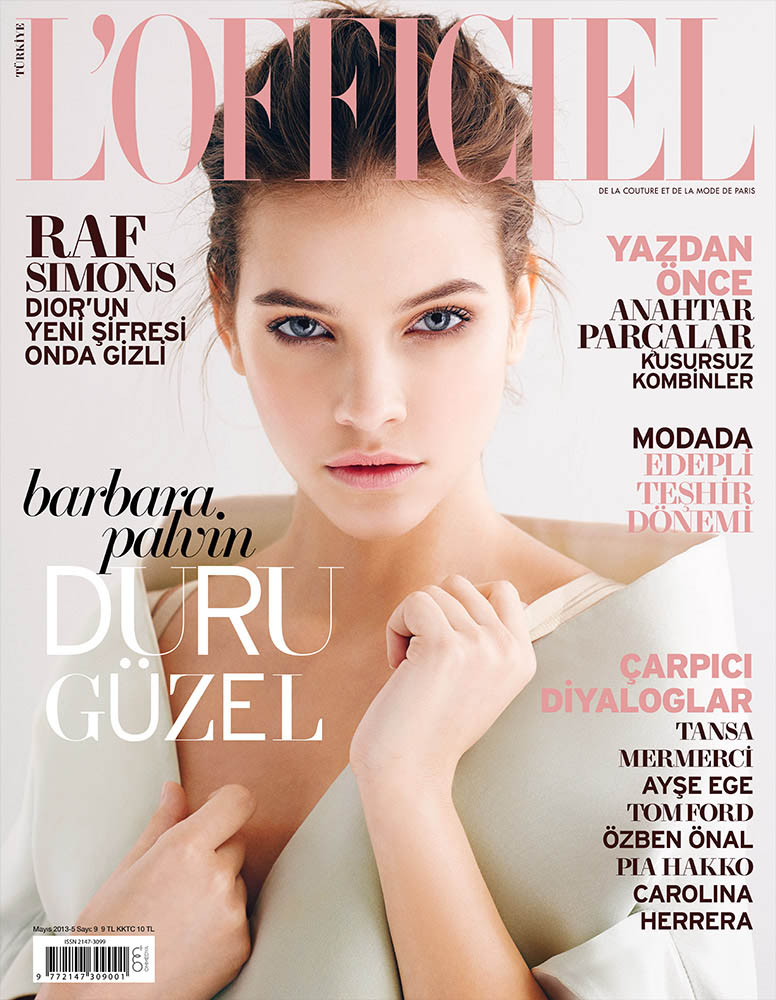 TÜRKİYE
L'OFFICIEL
DE LA COUTURE ET DE LA MODE DE PARIS
RAF
SIMONS
DIOR'UN
YENİ ŞİFRESİ
ONDA GİZLİ
YAZDAN
ÖNCE
ANAHTAR
PARÇALAR
KUSURSUZ
KOMBİNLER
MODADA
EDEPLİ
TEŞHİR
DÖNEMİ
barbara
palvin
DURU
GÜZEL
ÇARPICI
DİYALOGLAR
TANSA
MERMERCİ
AYŞE EGE
TOM FORD
ÖZBEN ÖNAL
PIA HAKKO
CAROLINA
HERRERA
Mayıs 2013-5 Sayı: 9 9 TL KKTC 10 TL
ISSN 2147-3099
9 772147 309001